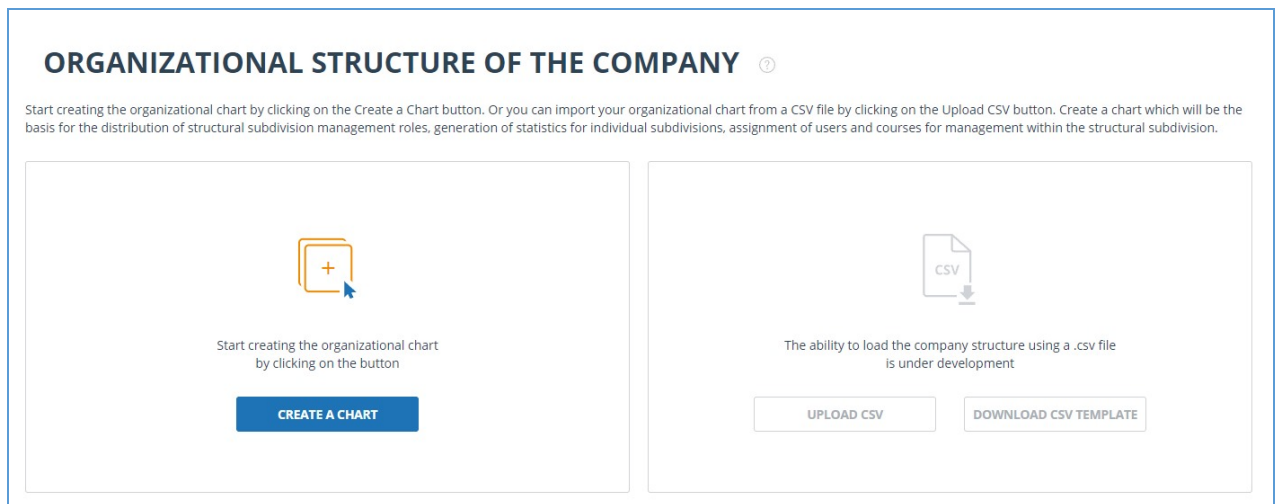 ORGANIZATIONAL STRUCTURE OF THE COMPANY ?
Start creating the organizational chart by clicking on the Create a Chart button. Or you can import your organizational chart from a CSV file by clicking on the Upload CSV button. Create a chart which will be the
basis for the distribution of structural subdivision management roles, generation of statistics for individual subdivisions, assignment of users and courses for management within the structural subdivision.
Start creating the organizational chart
by clicking on the button
CREATE A CHART
CSV
The ability to load the company structure using a .csv file
is under development
UPLOAD CSV
DOWNLOAD CSV TEMPLATE